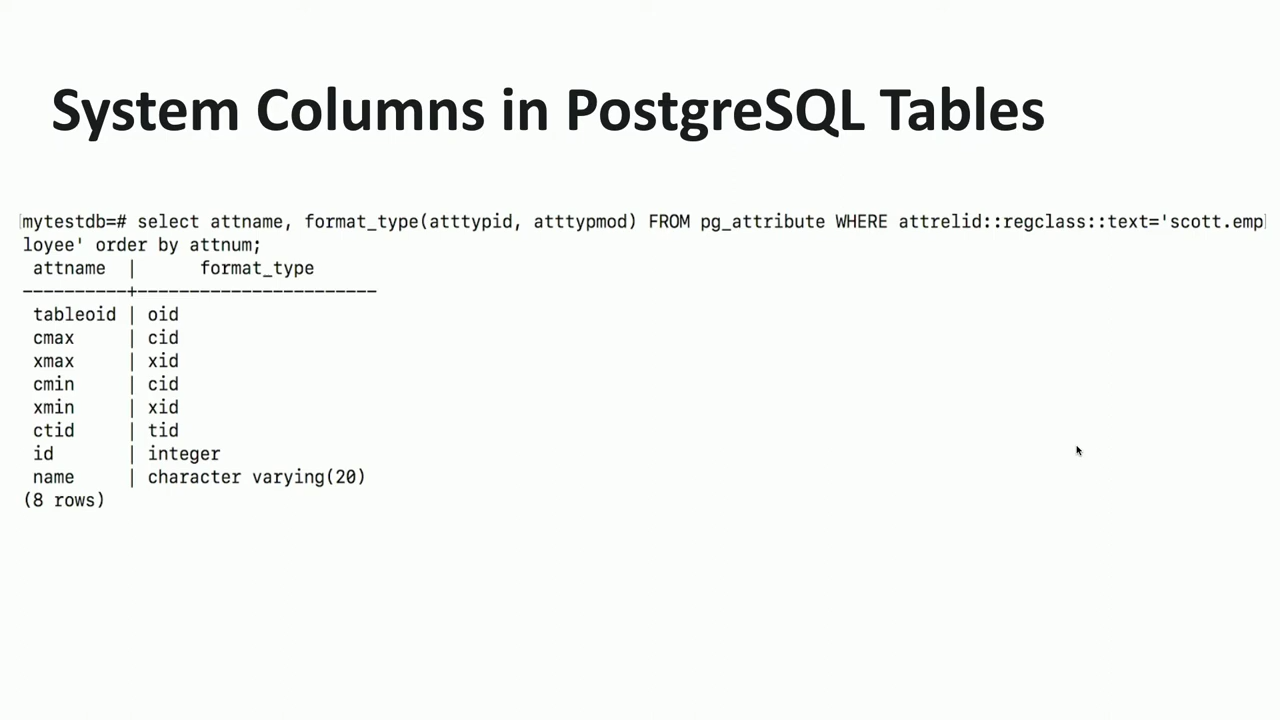 System Columns in PostgreSQL Tables
mytestdb=# select attname, format_type(atttypid, atttypmod) FROM pg_attribute WHERE attrelid::regclass::text='scott.emp
loyee' order by attnum;
 attname  |      format_type
----------+-----------------------
 tableoid | oid
 cmax     | cid
 xmax     | xid
 cmin     | cid
 xmin     | xid
 ctid     | tid
 id       | integer
 name     | character varying(20)
(8 rows)